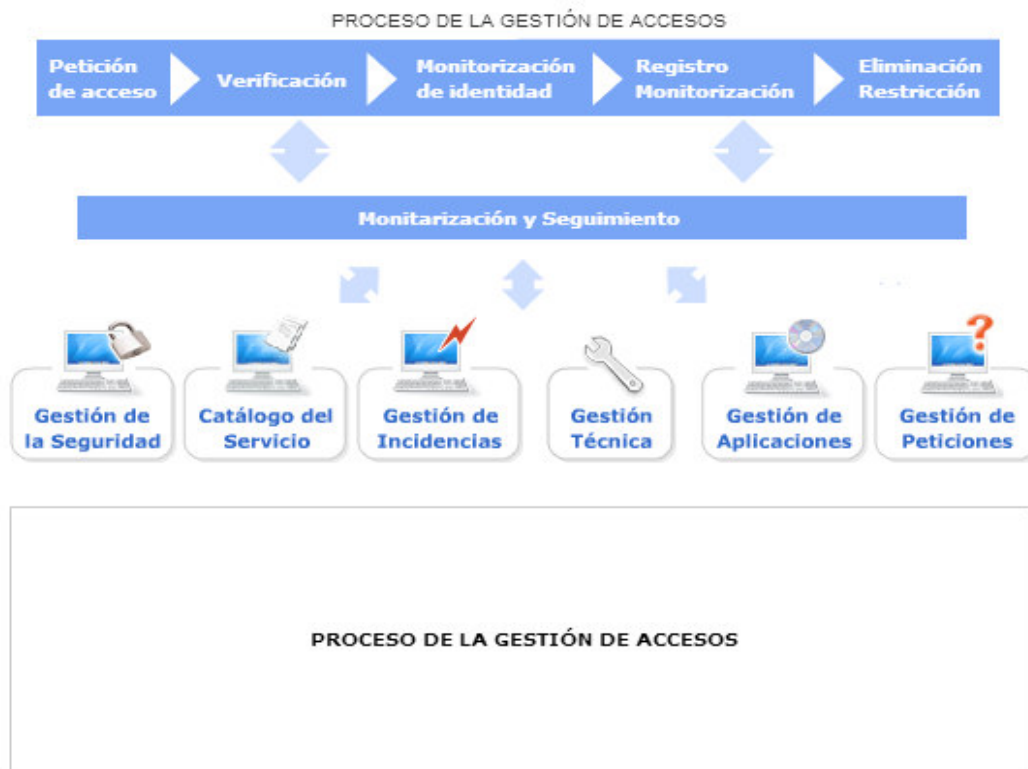 PROCESO DE LA GESTIÓN DE ACCESOS
Petición
de acceso
Verificación
Monitorización
de identidad
Registro
Monitorización
Eliminación
Restricción
Monitarización y Seguimiento
Gestión de
la Seguridad
Catálogo del
Servicio
Gestión de
Incidencias
Gestión
Técnica
Gestión de
Aplicaciones
Gestión de
Peticiones
PROCESO DE LA GESTIÓN DE ACCESOS